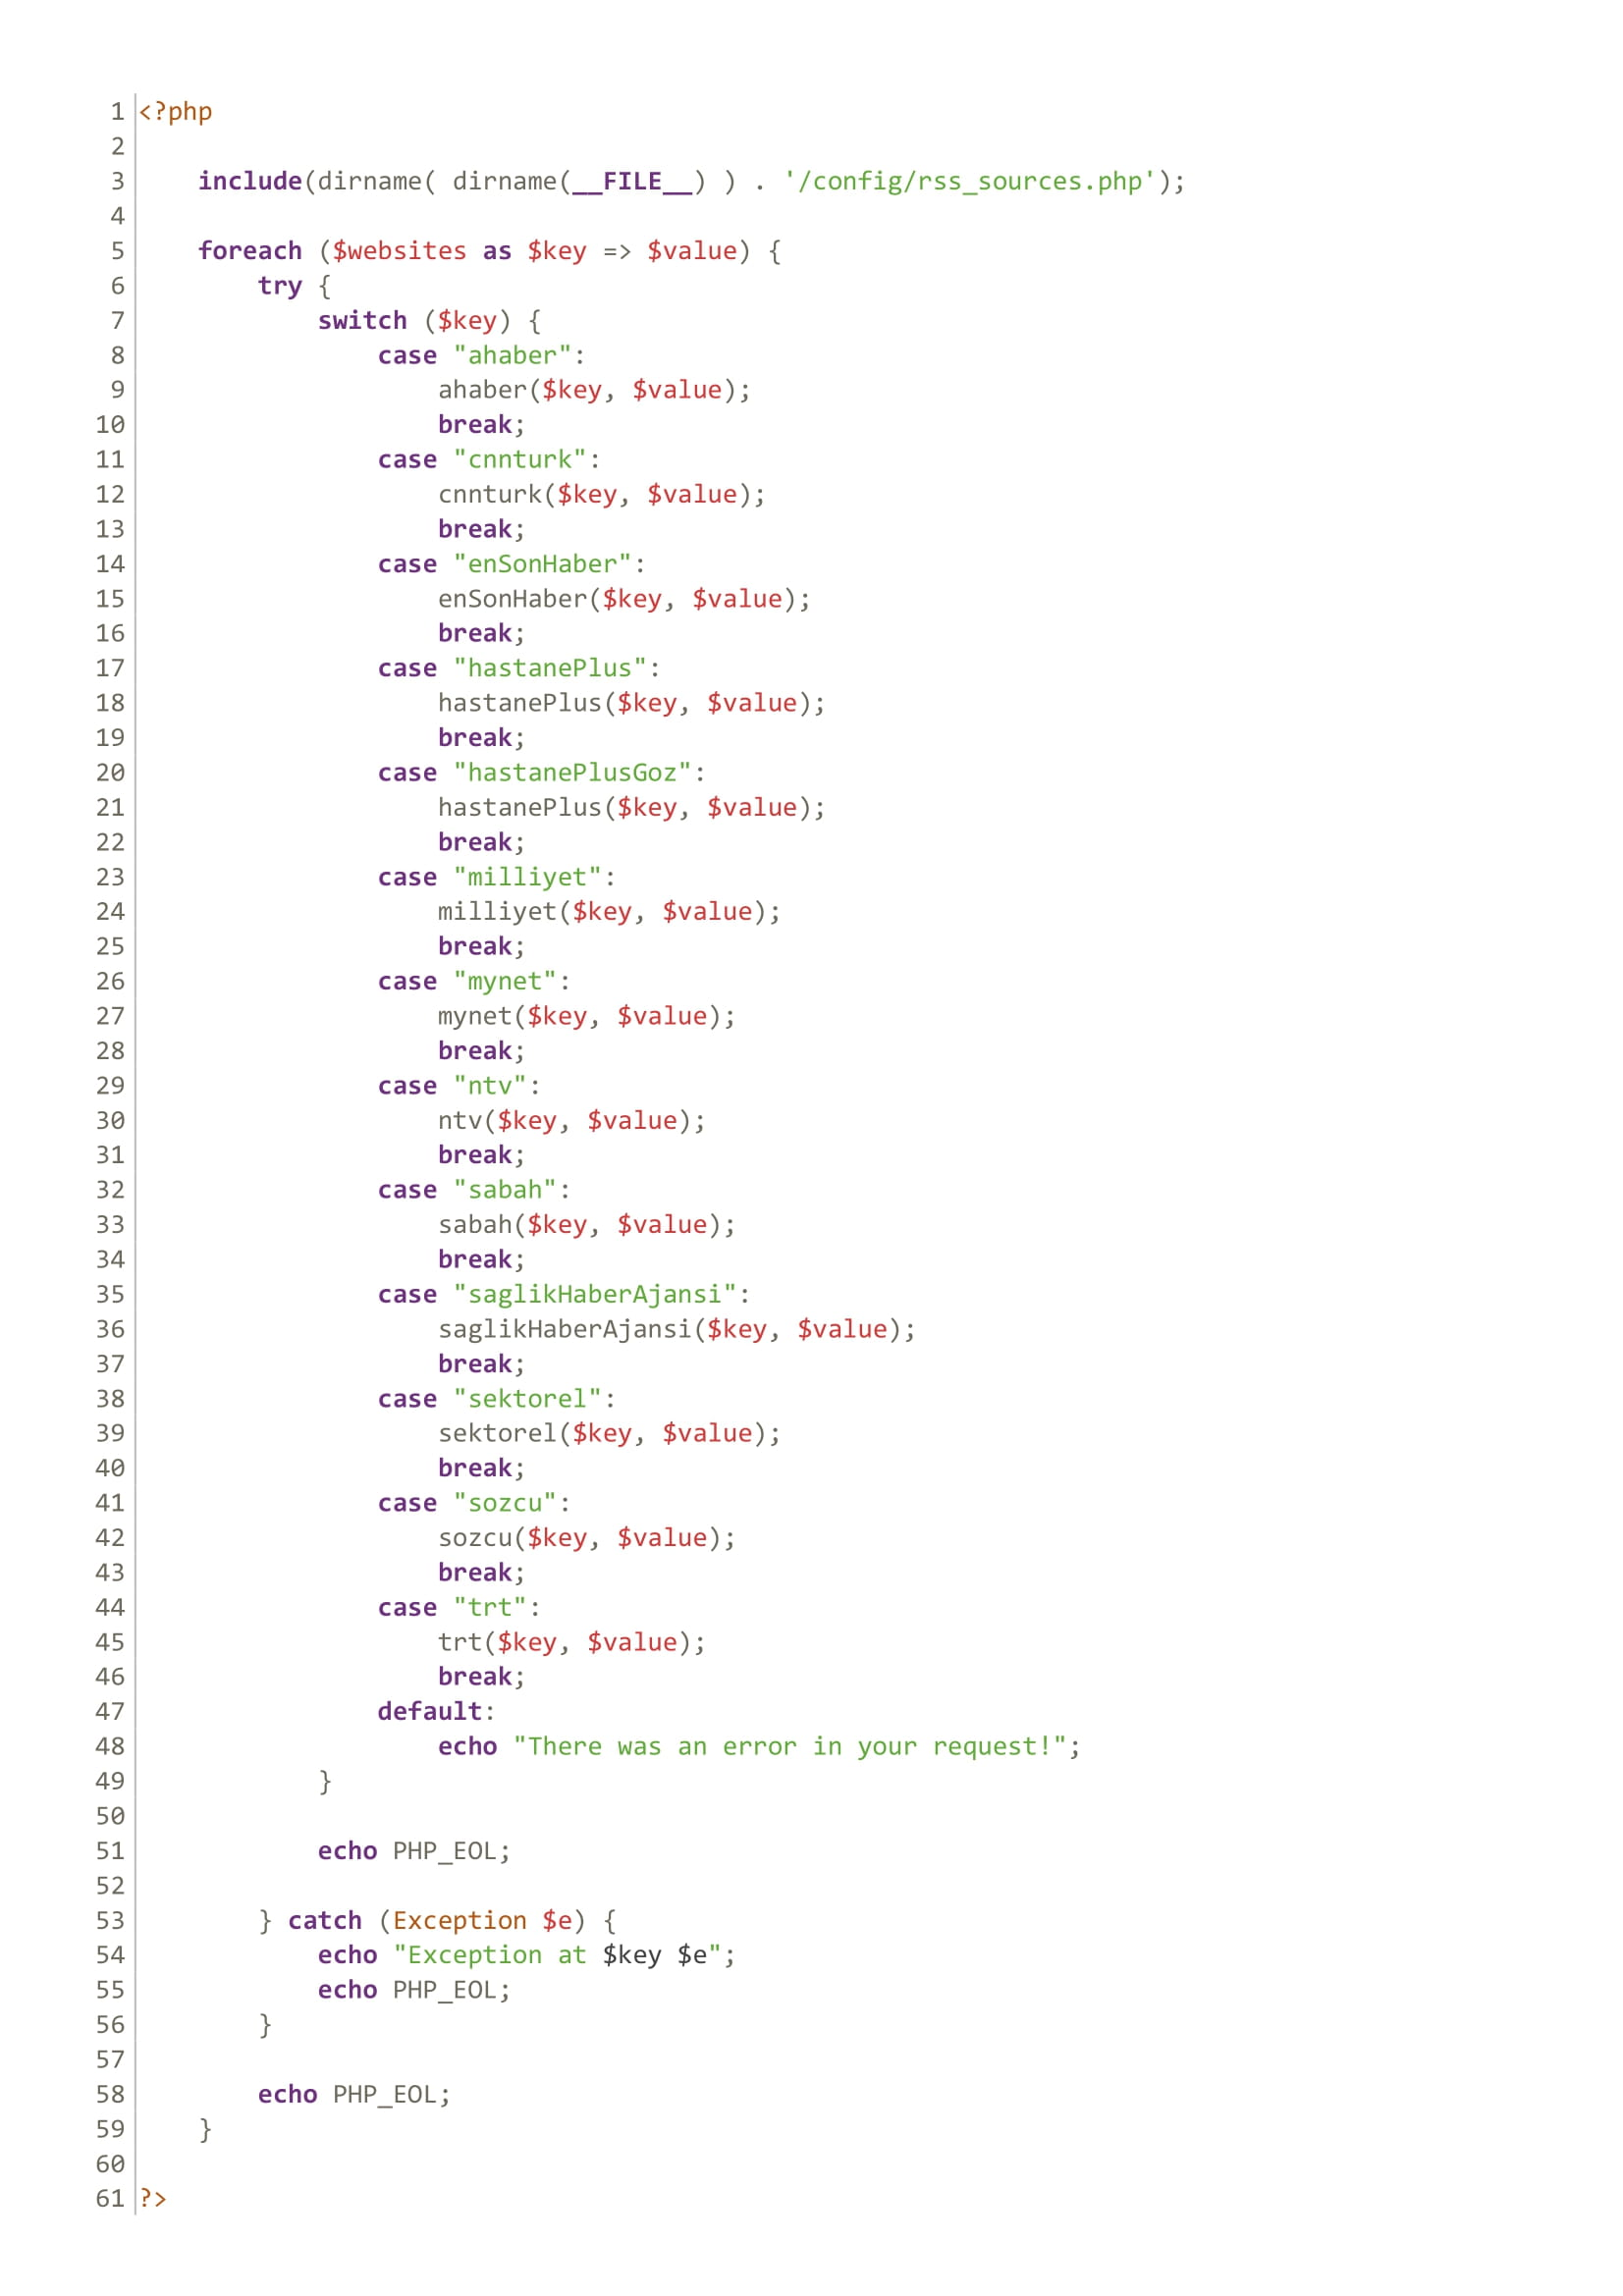 1 <?php
2
3     include(dirname( dirname(__FILE__) ) . '/config/rss_sources.php');
4
5     foreach ($websites as $key => $value) {
6         try {
7             switch ($key) {
8                 case "ahaber":
9                     ahaber($key, $value);
10                     break;
11                 case "cnnturk":
12                     cnnturk($key, $value);
13                     break;
14                 case "enSonHaber":
15                     enSonHaber($key, $value);
16                     break;
17                 case "hastanePlus":
18                     hastanePlus($key, $value);
19                     break;
20                 case "hastanePlusGoz":
21                     hastanePlus($key, $value);
22                     break;
23                 case "milliyet":
24                     milliyet($key, $value);
25                     break;
26                 case "mynet":
27                     mynet($key, $value);
28                     break;
29                 case "ntv":
30                     ntv($key, $value);
31                     break;
32                 case "sabah":
33                     sabah($key, $value);
34                     break;
35                 case "saglikHaberAjansi":
36                     saglikHaberAjansi($key, $value);
37                     break;
38                 case "sektorel":
39                     sektorel($key, $value);
40                     break;
41                 case "sozcu":
42                     sozcu($key, $value);
43                     break;
44                 case "trt":
45                     trt($key, $value);
46                     break;
47                 default:
48                     echo "There was an error in your request!";
49             }
50
51             echo PHP_EOL;
52
53         } catch (Exception $e) {
54             echo "Exception at $key $e";
55             echo PHP_EOL;
56         }
57
58         echo PHP_EOL;
59     }
60
61 ?>